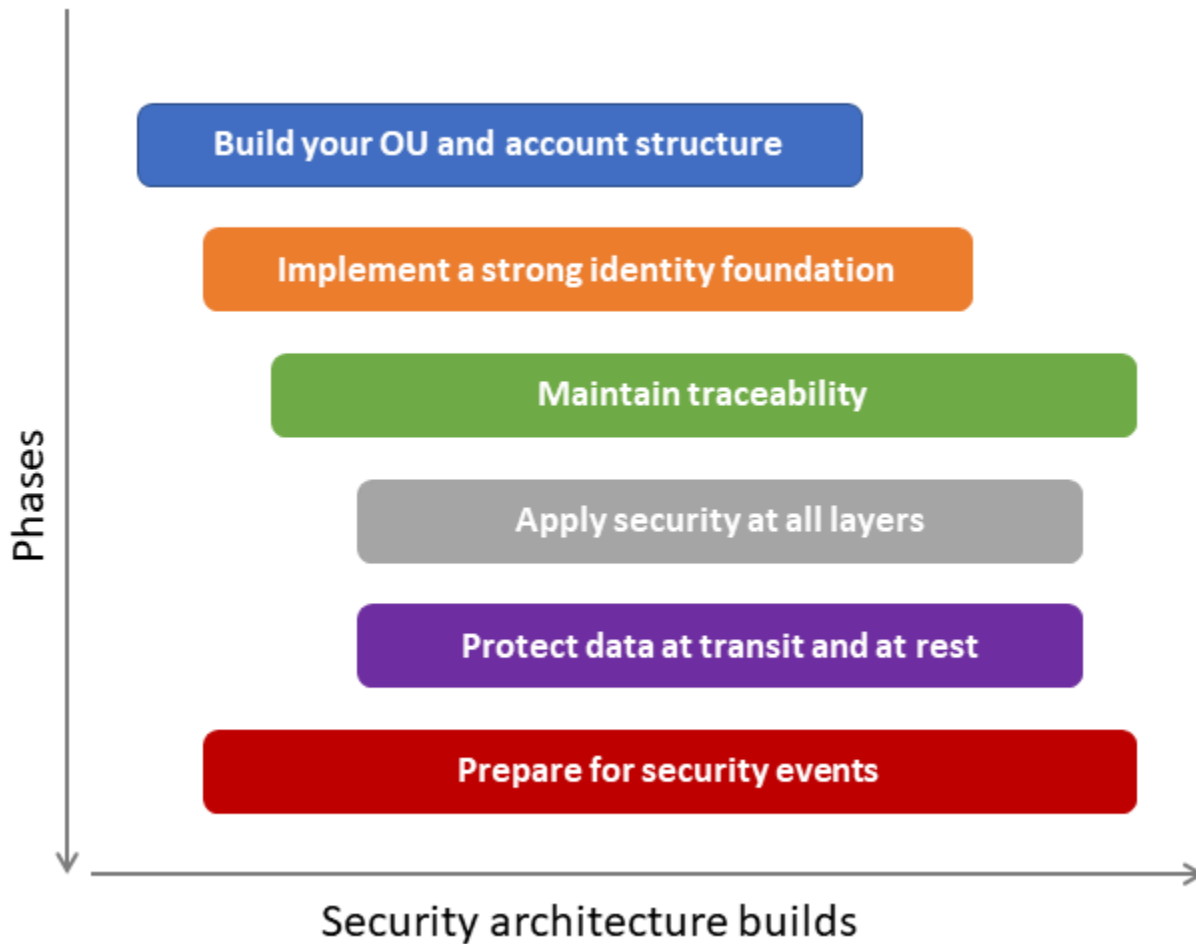 Build your OU and account structure
Implement a strong identity foundation
Maintain traceability
Apply security at all layers
Protect data at transit and at rest
Prepare for security events
Phases
Security architecture builds